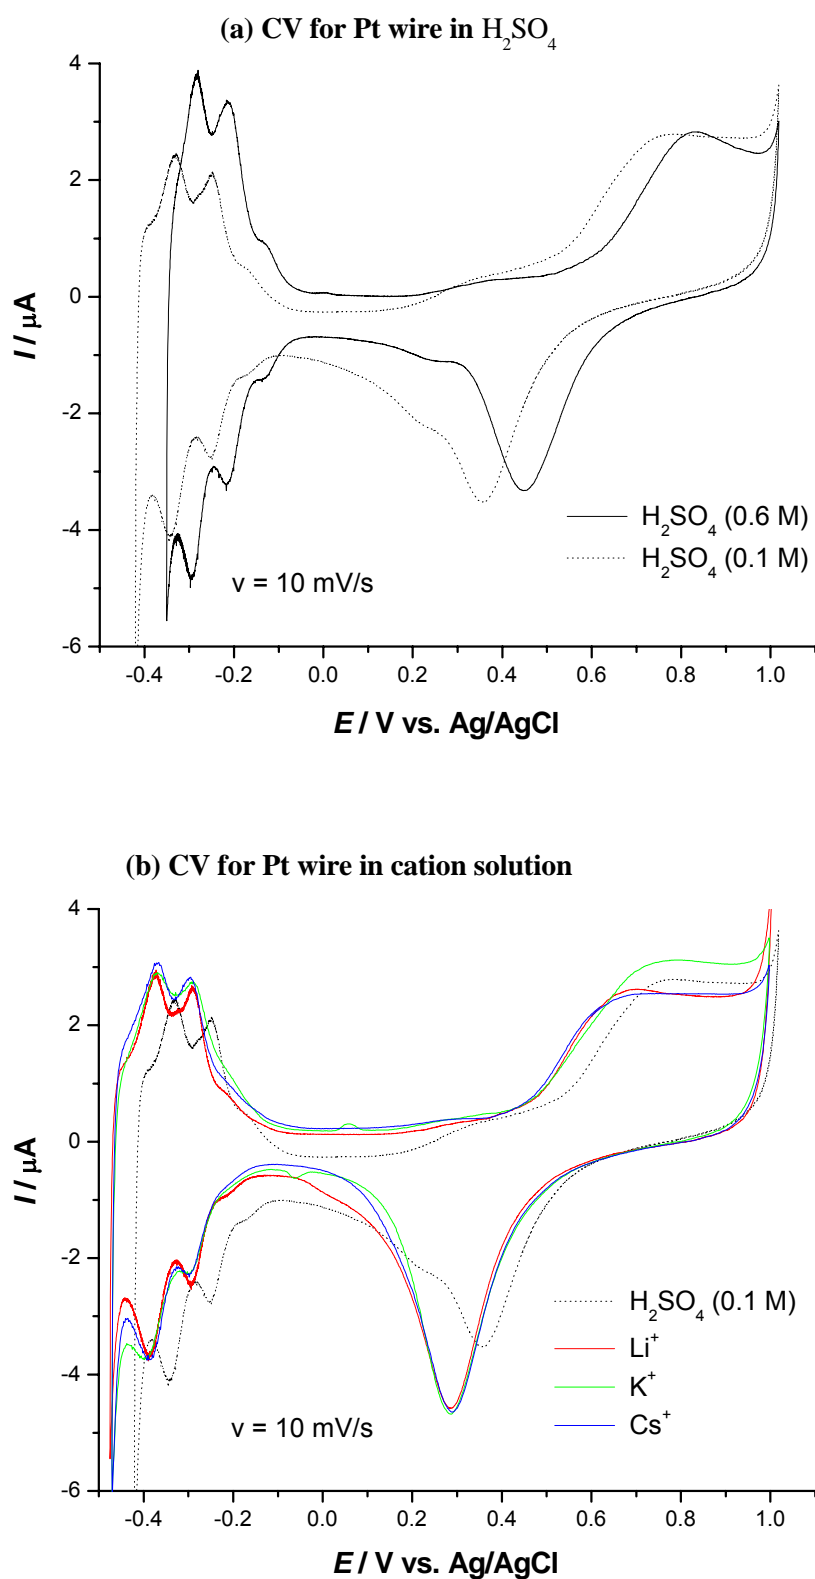 (a) CV for Pt wire in H₂SO₄
4
2
0
-2
-4
-6
I / μA
H₂SO₄ (0.6 M)
H₂SO₄ (0.1 M)
v = 10 mV/s
-0.4 -0.2 0.0 0.2 0.4 0.6 0.8 1.0
E / V vs. Ag/AgCl
(b) CV for Pt wire in cation solution
4
2
0
-2
-4
-6
I / μA
H₂SO₄ (0.1 M)
Li⁺
K⁺
Cs⁺
v = 10 mV/s
-0.4 -0.2 0.0 0.2 0.4 0.6 0.8 1.0
E / V vs. Ag/AgCl